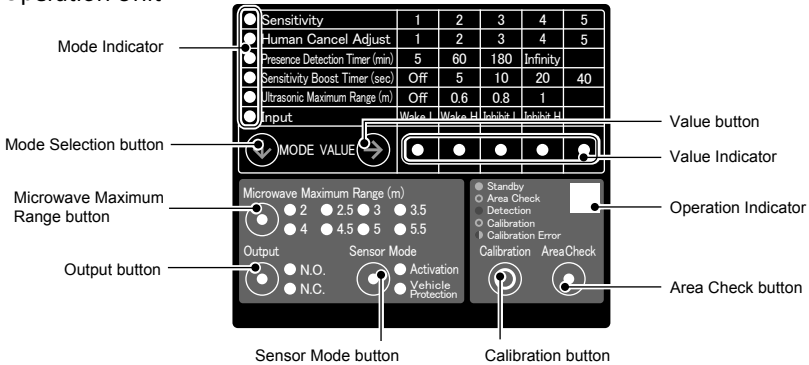 Operation Unit
Sensitivity 1 2 3 4 5
Human Cancel Adjust 1 2 3 4 5
Presence Detection Timer (min) 5 60 180 Infinity
Sensitivity Boost Timer (sec) Off 5 10 20 40
Ultrasonic Maximum Range (m) Off 0.6 0.8 1
Input Wake L Wake H Inhibit L Inhibit H
MODE VALUE
Mode Indicator
Mode Selection button
Microwave Maximum
Range button
Output button
Value button
Value Indicator
Operation Indicator
Area Check button
Microwave Maximum Range (m)
2 2.5 3 3.5
4 4.5 5 5.5
Output
N.O.
N.C.
Sensor Mode
Activation
Vehicle
Protection
Standby
Area Check
Detection
Calibration
Calibration Error
Calibration Area Check
Sensor Mode button
Calibration button